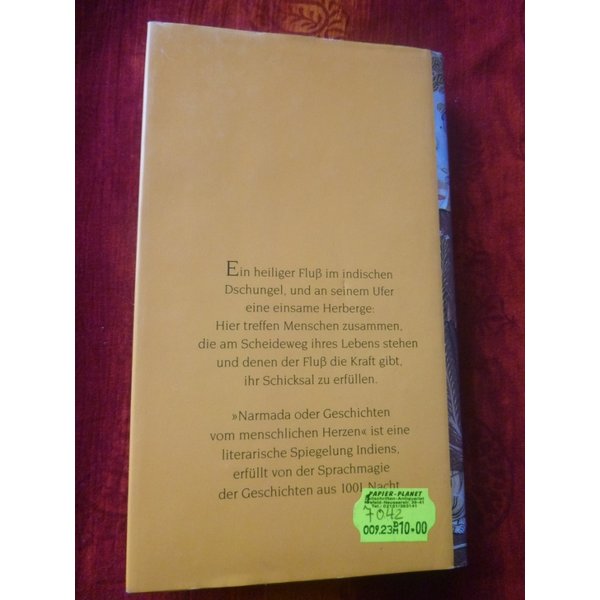 Ein heiliger Fluß im indischen
Dschungel, und an seinem Ufer
eine einsame Herberge:
Hier treffen Menschen zusammen,
die am Scheideweg ihres Lebens stehen
und denen der Fluß die Kraft gibt,
ihr Schicksal zu erfüllen.
»Narmada oder Geschichten
vom menschlichen Herzen« ist eine
literarische Spiegelung Indiens,
erfüllt von der Sprachmagie
der Geschichten aus 1001 Nacht.
PAPIER-PLANET
7042
009.23 10-00